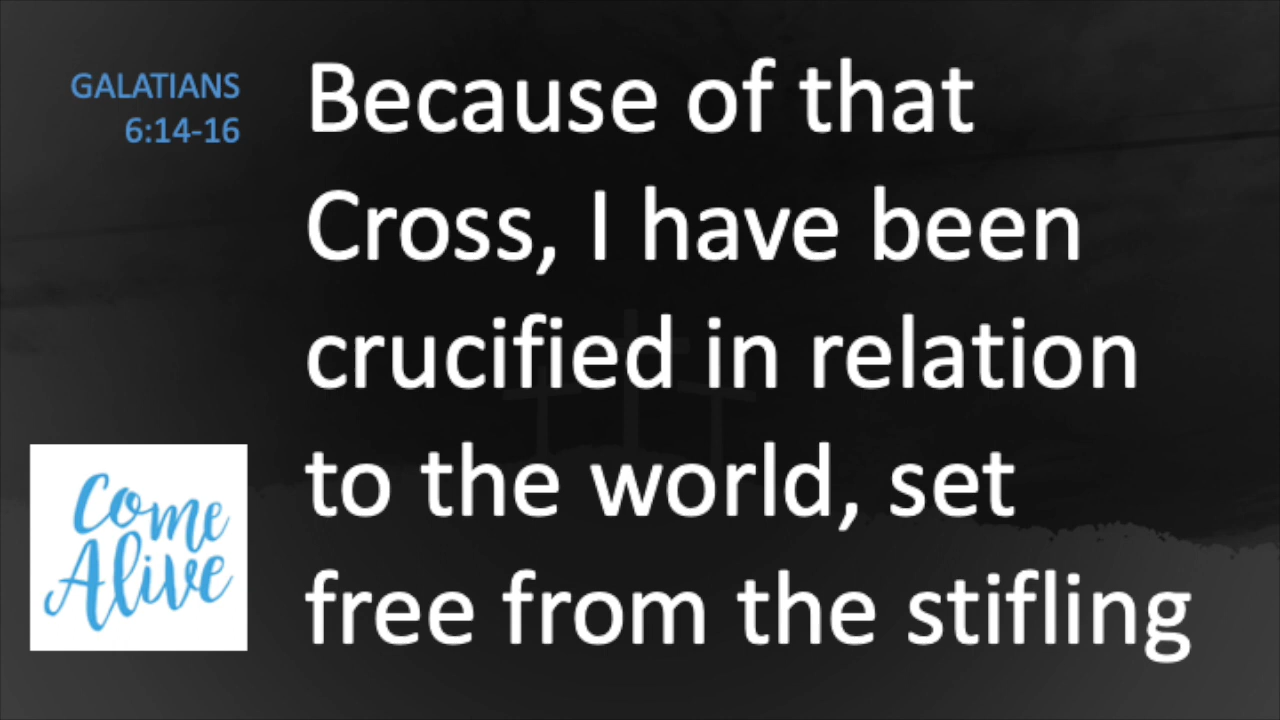 GALATIANS
6:14-16
Because of that
Cross, I have been
crucified in relation
to the world, set
free from the stifling
Come
Alive